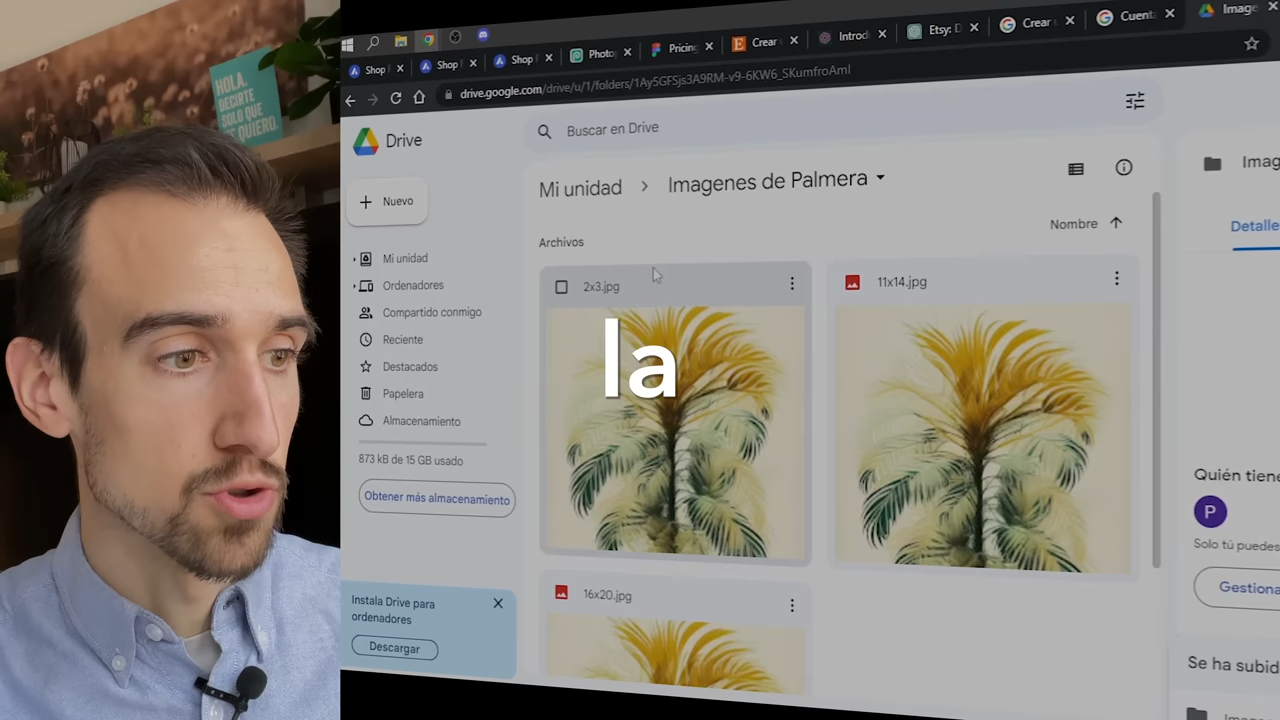 HOLA.
DECIRTE
SOLO QUE
TE QUIERO.
Shop F
Shop F
Shop F
Photo
Pricing
Crear
Introd
Etsy: D
Crear
Cuenta
Image
drive.google.com/drive/u/1/folders/1Ay5GFSjs3A9RM-v9-6KW6_SKumfroAmI
Drive
Buscar en Drive
Nuevo
Mi unidad
Ordenadores
Compartido conmigo
Reciente
Destacados
Papelera
Almacenamiento
873 kB de 15 GB usado
Obtener más almacenamiento
Instala Drive para
ordenadores
Descargar
Mi unidad > Imagenes de Palmera
Nombre
Archivos
2x3.jpg
11x14.jpg
16x20.jpg
la
Imag
Detalle
Quién tiene
P
Solo tú puedes
Gestiona
Se ha subid